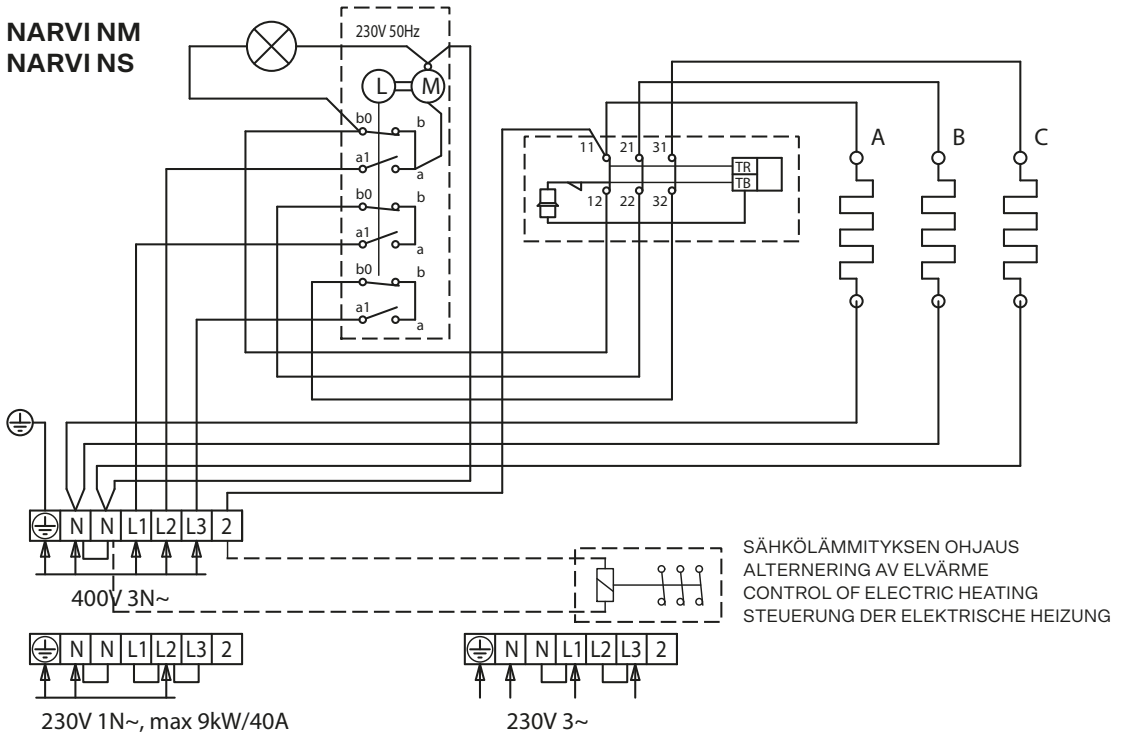 NARVI NM
NARVI NS
230V 50Hz
L M
b0 b
a1 a
b0 b
a1 a
b0 b
a1 a
11 21 31
TR
TB
12 22 32
A B C
N N L1 L2 L3 2
400V 3N~
SÄHKÖLÄMMITYKSEN OHJAUS
ALTERNERING AV ELVÄRME
CONTROL OF ELECTRIC HEATING
STEUERUNG DER ELEKTRISCHE HEIZUNG
N N L1 L2 L3 2
230V 1N~, max 9kW/40A
N N L1 L2 L3 2
230V 3~